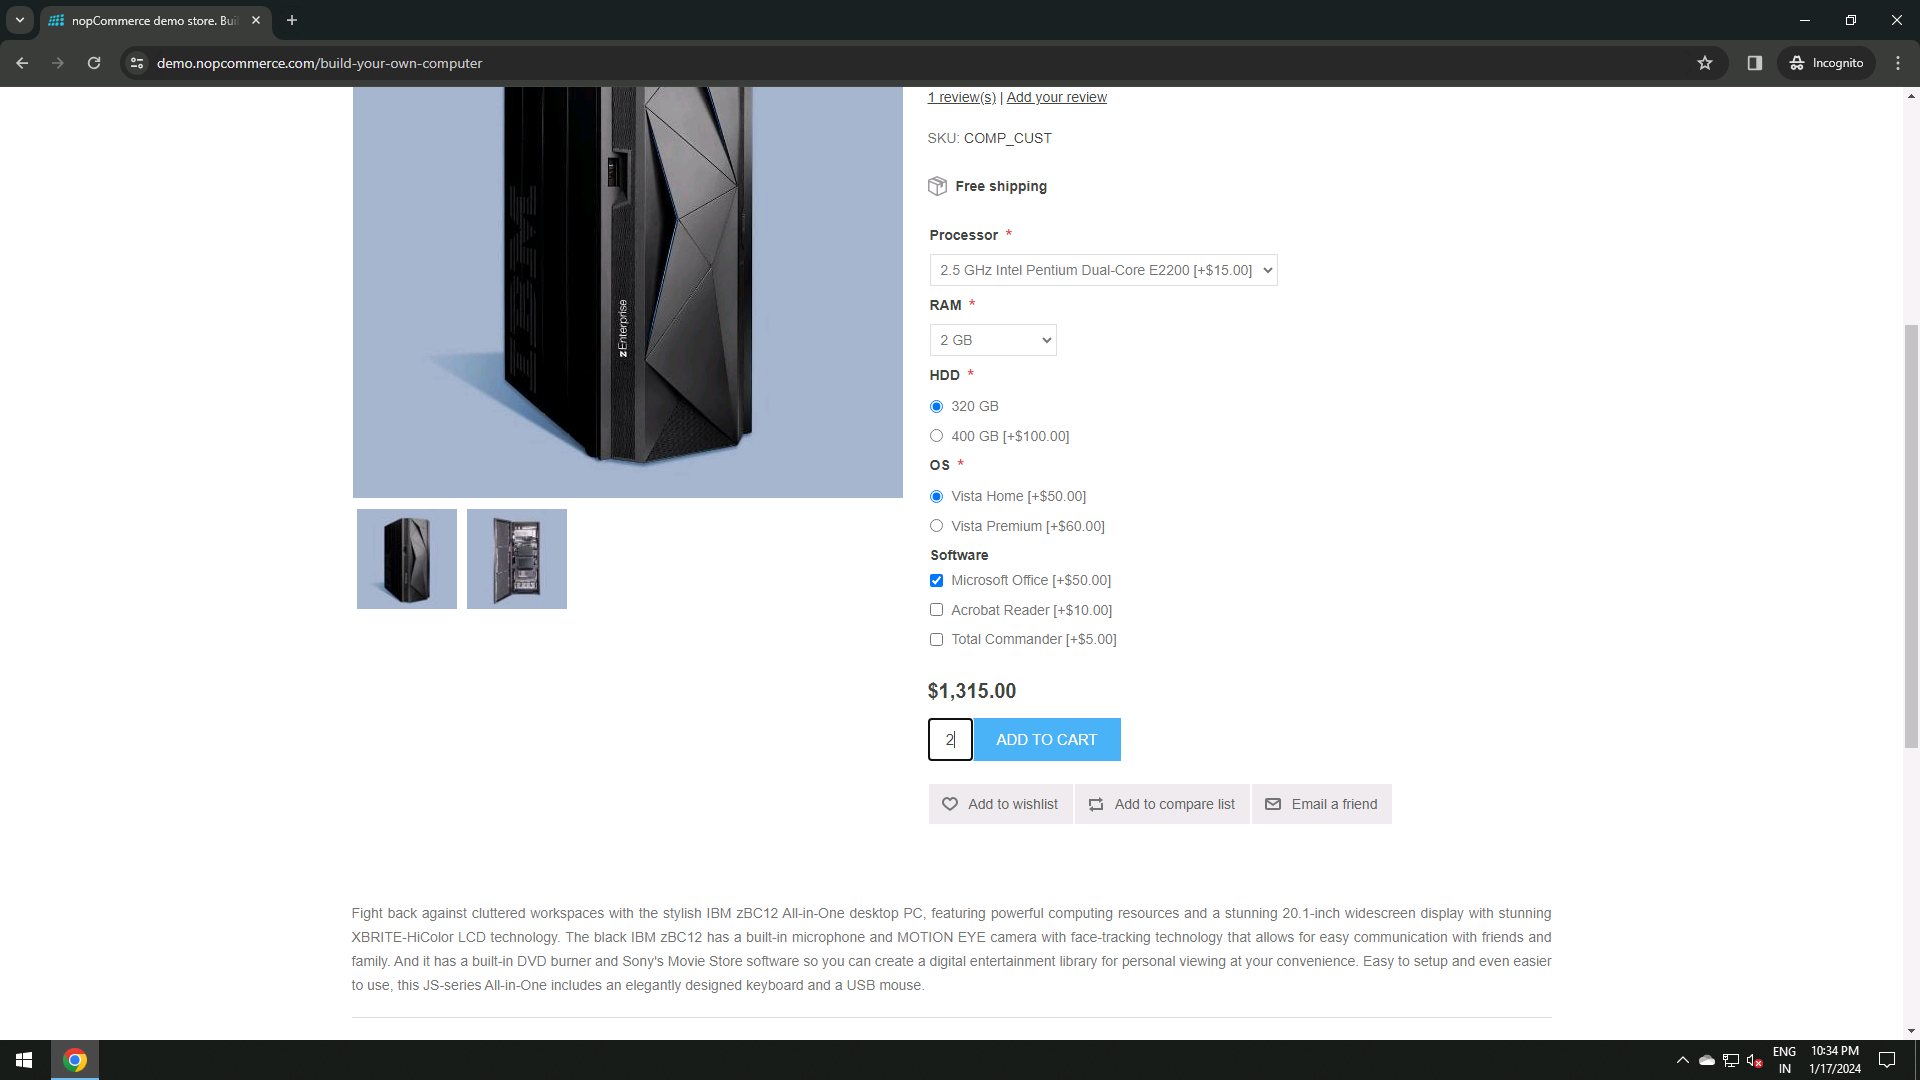 nopCommerce demo store. Bui
demo.nopcommerce.com/build-your-own-computer
Incognito
1 review(s) | Add your review
SKU: COMP_CUST
Free shipping
Processor *
2.5 GHz Intel Pentium Dual-Core E2200 [+$15.00]
RAM *
2 GB
HDD *
320 GB
400 GB [+$100.00]
OS *
Vista Home [+$50.00]
Vista Premium [+$60.00]
Software
Microsoft Office [+$50.00]
Acrobat Reader [+$10.00]
Total Commander [+$5.00]
$1,315.00
2 ADD TO CART
Add to wishlist Add to compare list Email a friend
IBM
zEnterprise
Fight back against cluttered workspaces with the stylish IBM zBC12 All-in-One desktop PC, featuring powerful computing resources and a stunning 20.1-inch widescreen display with stunning
XBRITE-HiColor LCD technology. The black IBM zBC12 has a built-in microphone and MOTION EYE camera with face-tracking technology that allows for easy communication with friends and
family. And it has a built-in DVD burner and Sony's Movie Store software so you can create a digital entertainment library for personal viewing at your convenience. Easy to setup and even easier
to use, this JS-series All-in-One includes an elegantly designed keyboard and a USB mouse.
ENG
IN
10:34 PM
1/17/2024